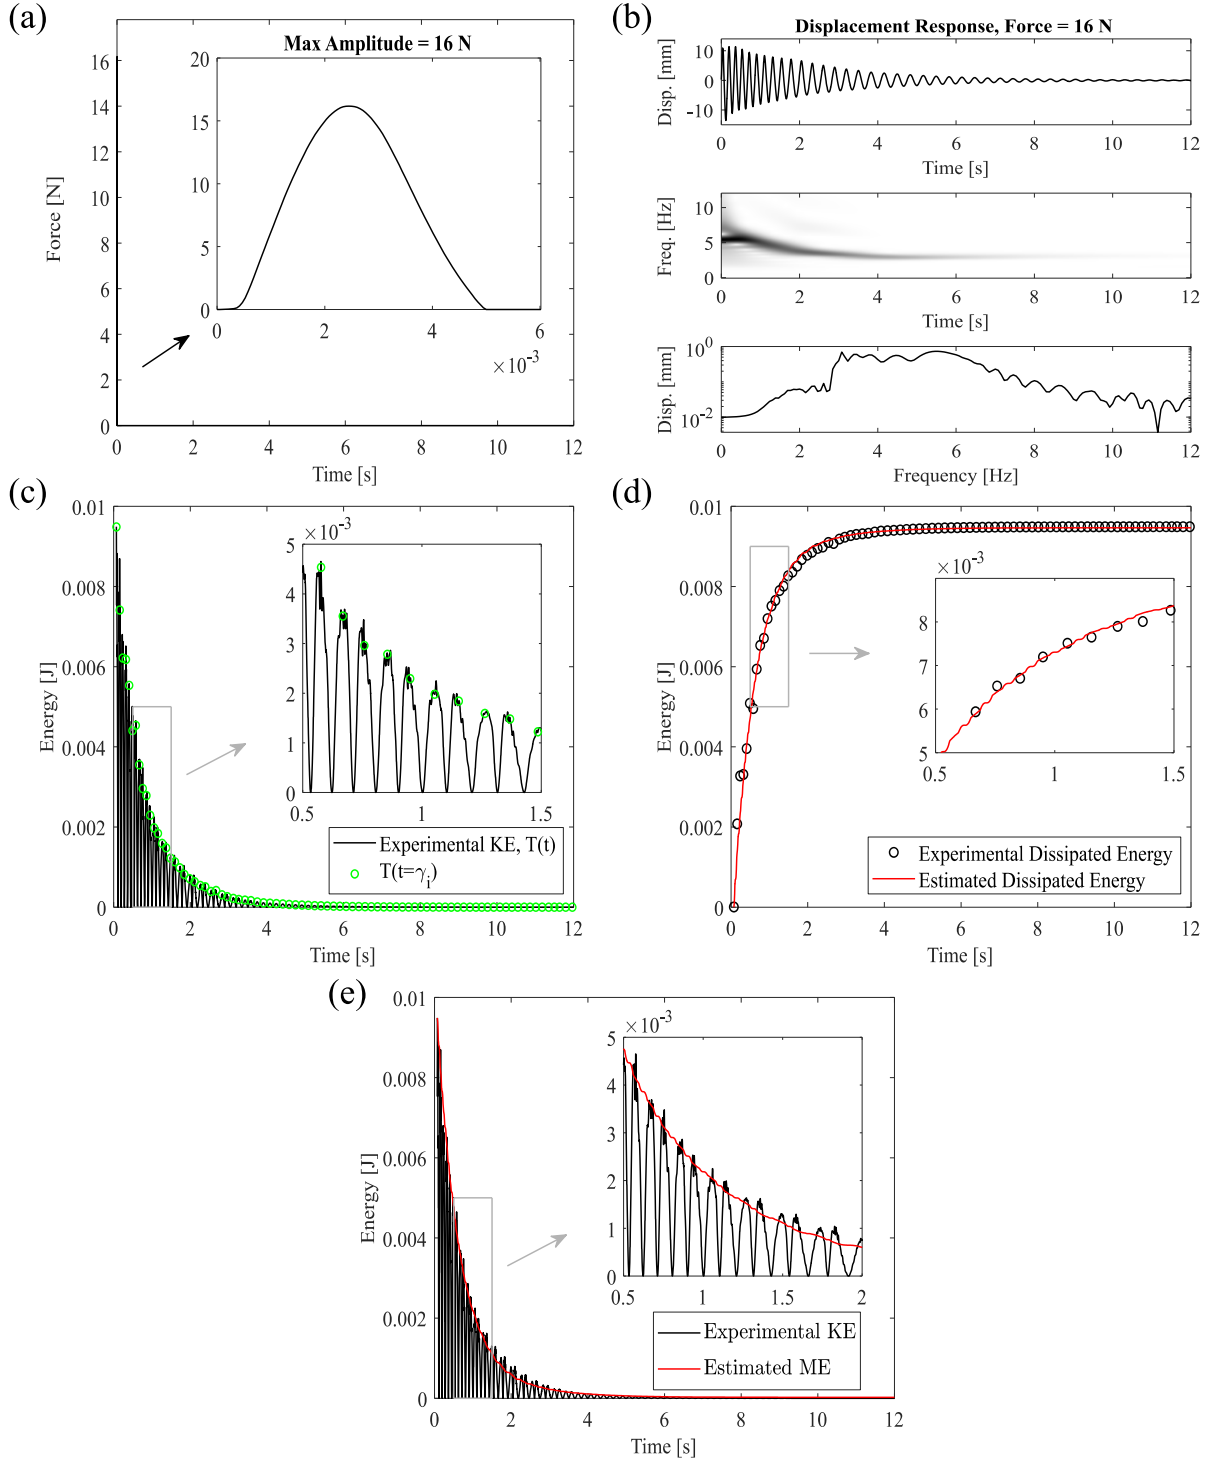 (a)
Max Amplitude = 16 N
Force [N]
16
14
12
10
8
6
4
2
0
20
15
10
5
0
0 2 4 6
×10⁻³
0 2 4 6 8 10 12
Time [s]
(b)
Displacement Response, Force = 16 N
Disp. [mm]
10
0
-10
0 2 4 6 8 10 12
Time [s]
Freq. [Hz]
10
5
0
0 2 4 6 8 10 12
Time [s]
Disp. [mm]
10⁰
10⁻²
0 2 4 6 8 10 12
Frequency [Hz]
(c)
Energy [J]
0.01
0.008
0.006
0.004
0.002
0
×10⁻³
5
4
3
2
1
0
0.5 1 1.5
Experimental KE, T(t)
T(t=γᵢ)
0 2 4 6 8 10 12
Time [s]
(d)
Energy [J]
0.01
0.008
0.006
0.004
0.002
0
×10⁻³
8
7
6
5
0.5 1 1.5
Experimental Dissipated Energy
Estimated Dissipated Energy
0 2 4 6 8 10 12
Time [s]
(e)
Energy [J]
0.01
0.008
0.006
0.004
0.002
0
×10⁻³
5
4
3
2
1
0
0.5 1 1.5 2
Experimental KE
Estimated ME
0 2 4 6 8 10 12
Time [s]